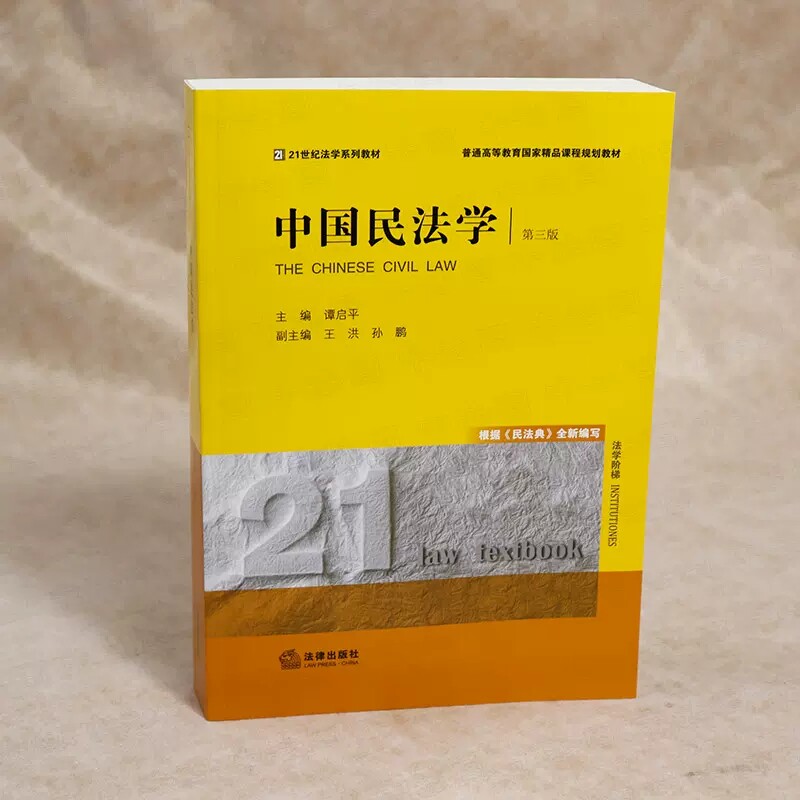 21 21世纪法学系列教材
普通高等教育国家精品课程规划教材
中国民法学 第三版
THE CHINESE CIVIL LAW
主 编 谭启平
副主编 王 洪 孙 鹏
根据《民法典》全新编写
法学阶梯 INSTITUTIONES
21 law textbook
法律出版社
LAW PRESS·CHINA